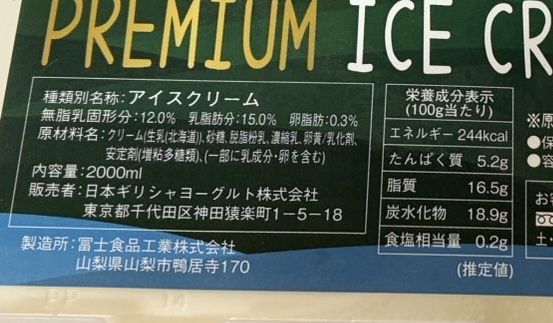 PREMIUM ICE CR
種類別名称:アイスクリーム
無脂乳固形分:12.0% 乳脂肪分:15.0% 卵脂肪:0.3%
原材料名:クリーム(生乳(北海道))、砂糖、脱脂粉乳、濃縮乳、卵黄/乳化剤、
安定剤(増粘多糖類)、(一部に乳成分・卵を含む)
内容量:2000ml
販売者:日本ギリシャヨーグルト株式会社
東京都千代田区神田猿楽町1-5-18
製造所:冨士食品工業株式会社
山梨県山梨市鴨居寺170
栄養成分表示
(100g当たり)
エネルギー 244kcal
たんぱく質 5.2g
脂質 16.5g
炭水化物 18.9g
食塩相当量 0.2g
(推定値)
※原
●保
●容
お客
土・